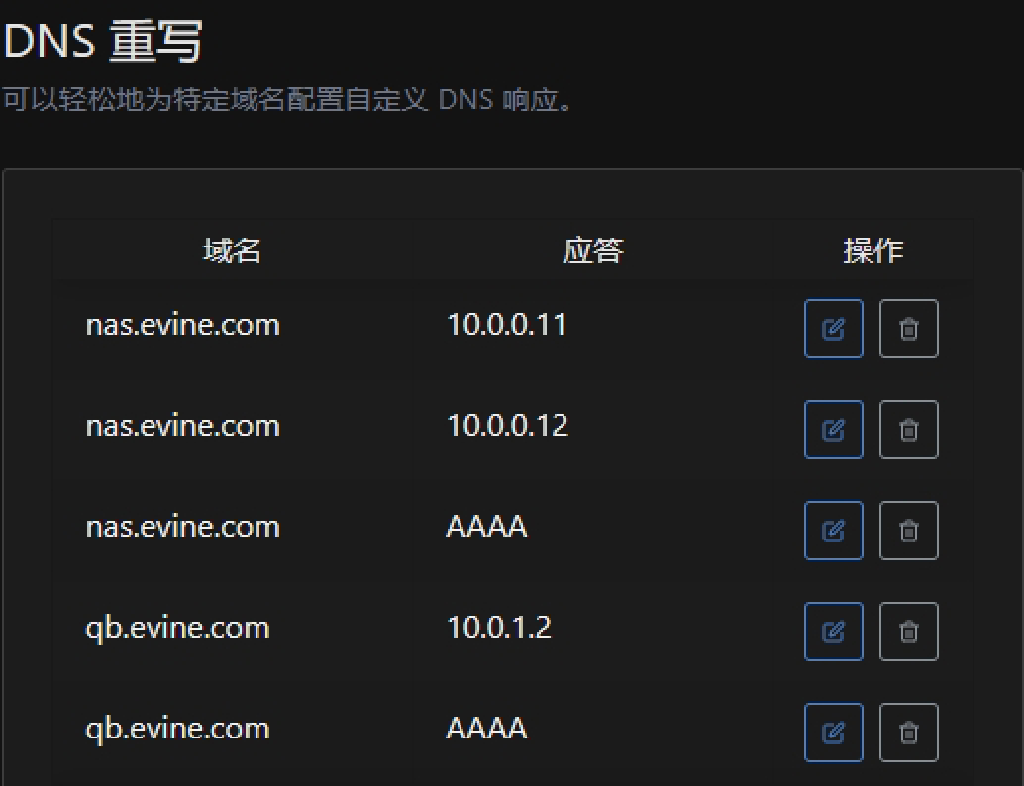 DNS 重写
可以轻松地为特定域名配置自定义 DNS 响应。
域名 应答 操作
nas.evine.com 10.0.0.11
nas.evine.com 10.0.0.12
nas.evine.com AAAA
qb.evine.com 10.0.1.2
qb.evine.com AAAA